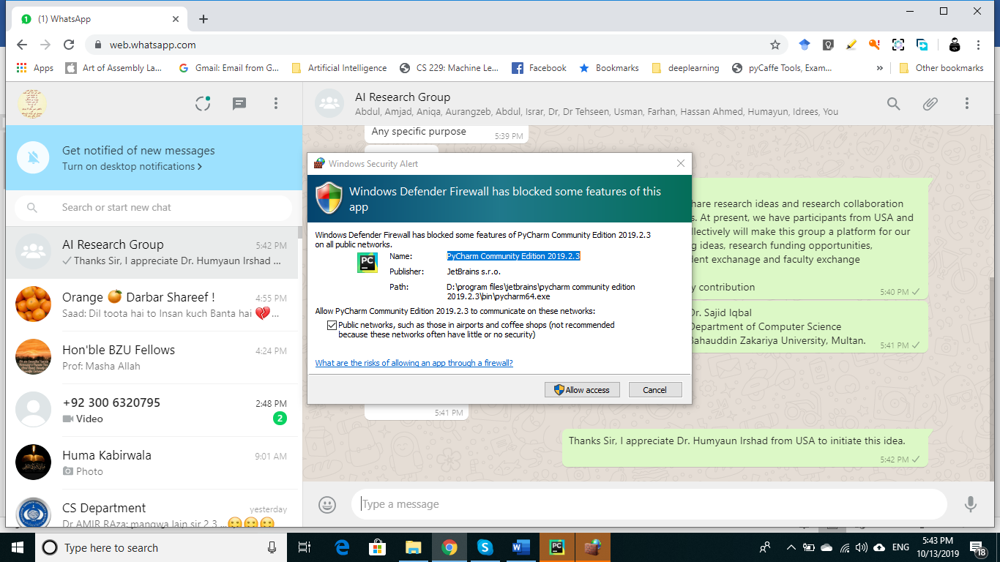 (1) WhatsApp
web.whatsapp.com
Apps
Art of Assembly La...
Gmail: Email from G...
Artificial Intelligence
CS 229: Machine Le...
Facebook
Bookmarks
deeplearning
pyCaffe Tools, Exam...
»
Other bookmarks
Get notified of new messages
Turn on desktop notifications >
Search or start new chat
AI Research Group
5:42 PM
Thanks Sir, I appreciate Dr. Humyaun Irshad ...
Orange 🍊 Darbar Shareef !
4:55 PM
Saad: Dil toota hai to Insan kuch Banta hai 💔...
Hon'ble BZU Fellows
4:24 PM
Prof: Masha Allah
+92 300 6320795
2:48 PM
Video
2
Huma Kabirwala
9:01 AM
Photo
CS Department
yesterday
Dr AMIR RAza: mangwa lain sir 2 3 ...
AI Research Group
Abdul, Amjad, Aniqa, Aurangzeb, Abdul, Israr, Dr, Dr Tehseen, Usman, Farhan, Hassan Ahmed, Humayun, Idrees, You
Any specific purpose
5:39 PM
Windows Security Alert
Windows Defender Firewall has blocked some features of this
app
Windows Defender Firewall has blocked some features of PyCharm Community Edition 2019.2.3
on all public networks.
PC
Name: PyCharm Community Edition 2019.2.3
Publisher: JetBrains s.r.o.
Path: D:\program files\jetbrains\pycharm community edition
2019.2.3\bin\pycharm64.exe
Allow PyCharm Community Edition 2019.2.3 to communicate on these networks:
Public networks, such as those in airports and coffee shops (not recommended
because these networks often have little or no security)
What are the risks of allowing an app through a firewall?
Allow access
Cancel
hare research ideas and research collaboration
. At present, we have participants from USA and
llectively will make this group a platform for our
g ideas, research funding opportunities,
dent exchanage and faculty exchange
y contribution
5:40 PM
Dr. Sajid Iqbal
Department of Computer Science
Bahauddin Zakariya University, Multan.
5:41 PM
5:41 PM
Thanks Sir, I appreciate Dr. Humyaun Irshad from USA to initiate this idea.
5:42 PM
Type a message
Type here to search
W
PC
ENG
5:43 PM
10/13/2019
18